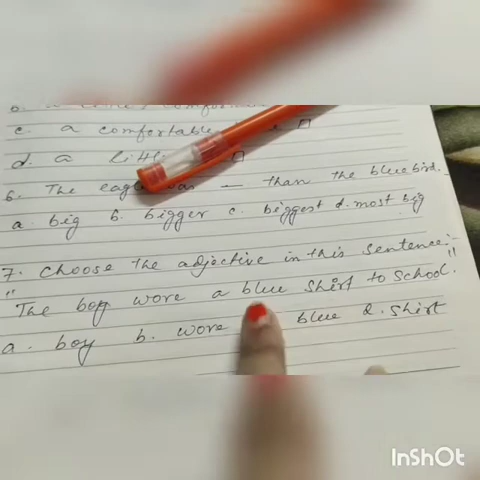 c. a comfortable
d. a
6. The eagle was — than the bluebird.
a. big b. bigger c. biggest d. most big
7. Choose the adjective in this sentence:-
"The boy wore a blue shirt to school."
a. boy b. wore blue d. shirt
InShOt